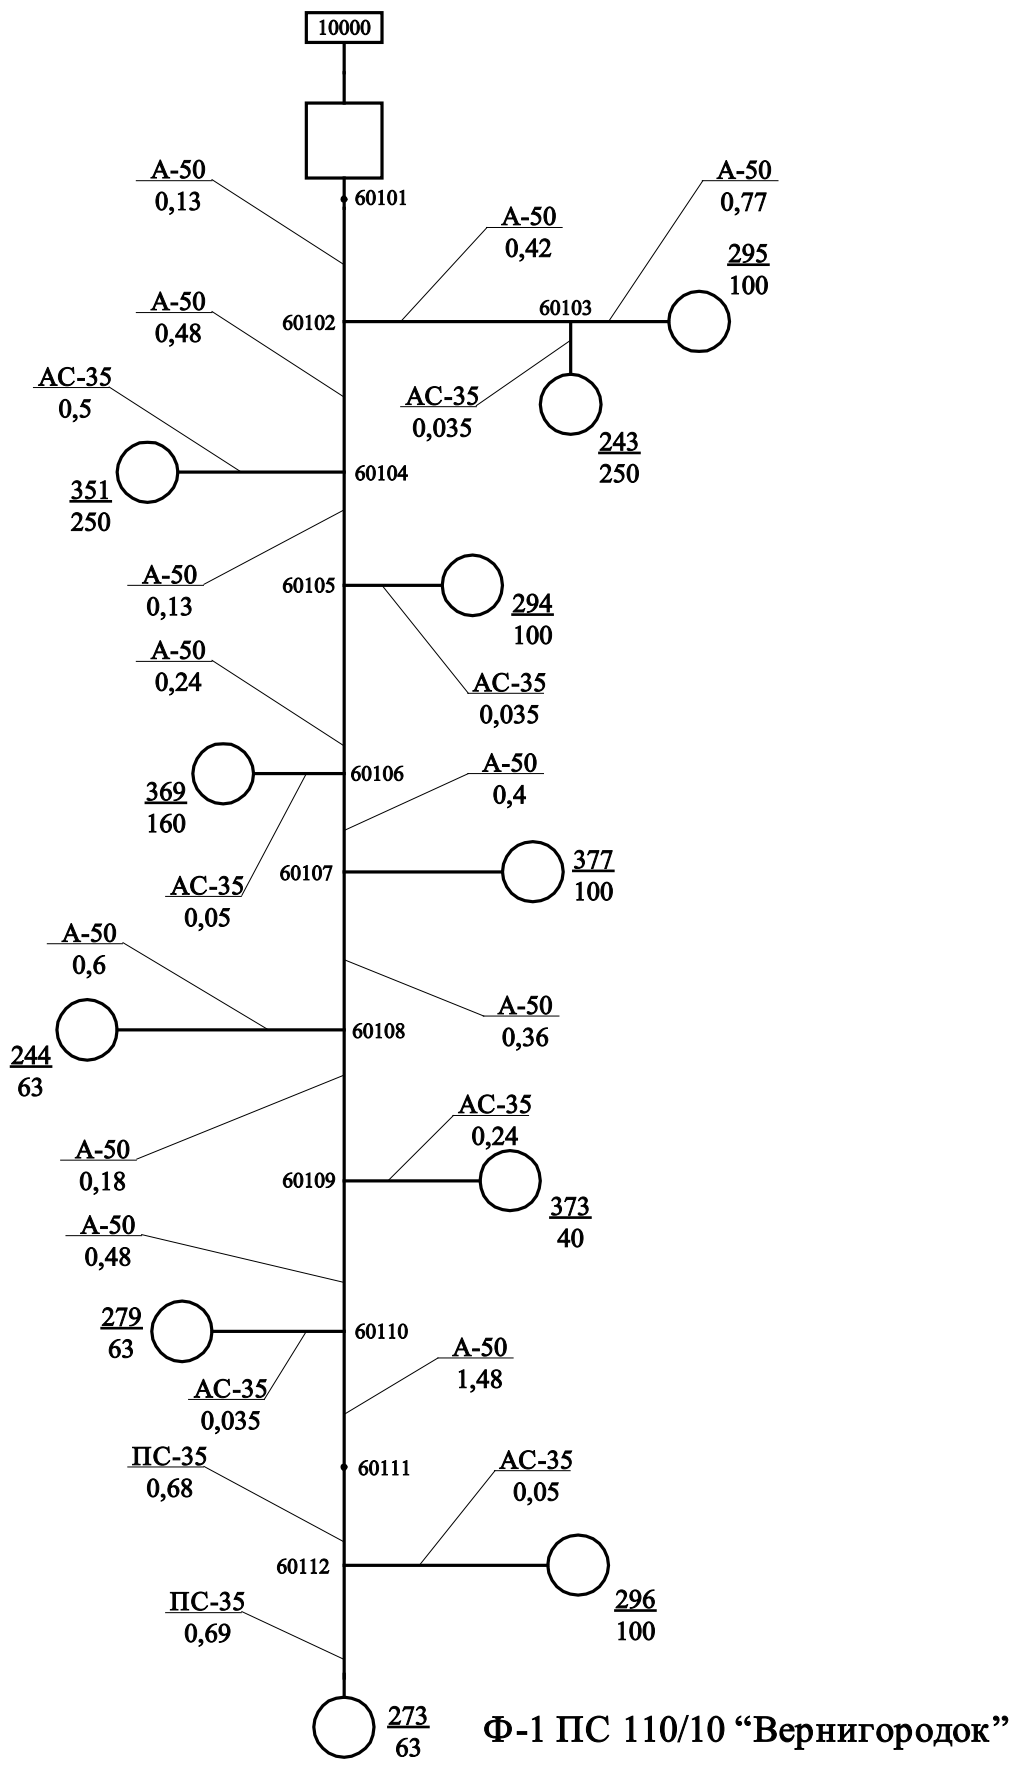 10000
А-50
0,13
60101
А-50
0,77
А-50
0,42
295
100
А-50
0,48
60102
60103
АС-35
0,5
АС-35
0,035
243
250
351
250
60104
А-50
0,13
60105
294
100
А-50
0,24
АС-35
0,035
369
160
60106
А-50
0,4
АС-35
0,05
60107
377
100
А-50
0,6
244
63
60108
А-50
0,36
А-50
0,18
АС-35
0,24
60109
373
40
А-50
0,48
279
63
60110
АС-35
0,035
А-50
1,48
ПС-35
0,68
60111
АС-35
0,05
60112
296
100
ПС-35
0,69
273
63
Ф-1 ПС 110/10 “Вернигородок”